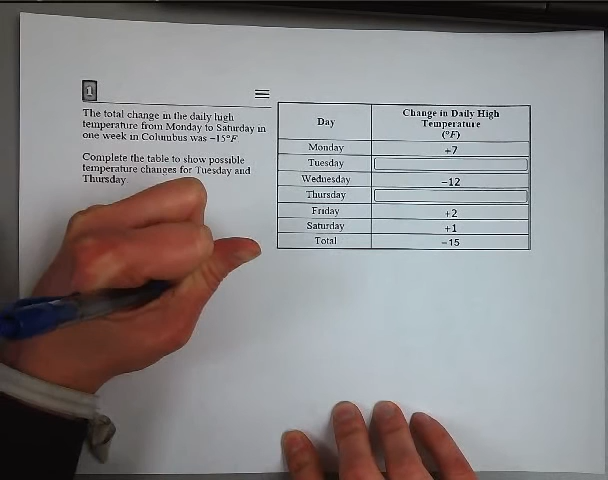 1
The total change in the daily high
temperature from Monday to Saturday in
one week in Columbus was −15°F
Complete the table to show possible
temperature changes for Tuesday and
Thursday
Day
Change in Daily High
Temperature
(°F)
Monday +7
Tuesday
Wednesday −12
Thursday
Friday +2
Saturday +1
Total −15